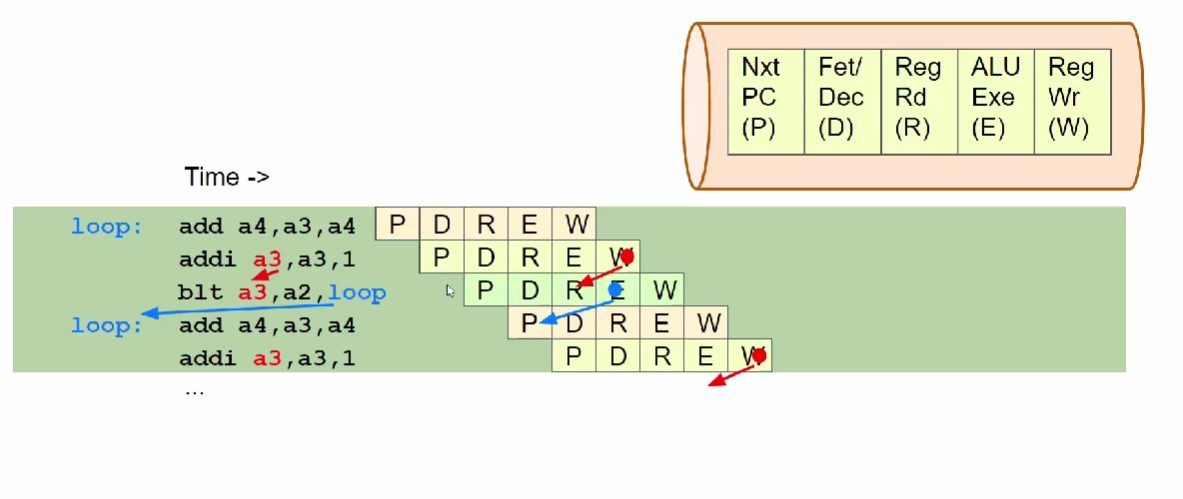 Nxt PC (P)
Fet/ Dec (D)
Reg Rd (R)
ALU Exe (E)
Reg Wr (W)
Time ->
loop: add a4,a3,a4 P D R E W
addi a3,a3,1 P D R E W
blt a3,a2,loop P D R E W
loop: add a4,a3,a4 P D R E W
addi a3,a3,1 P D R E W
...